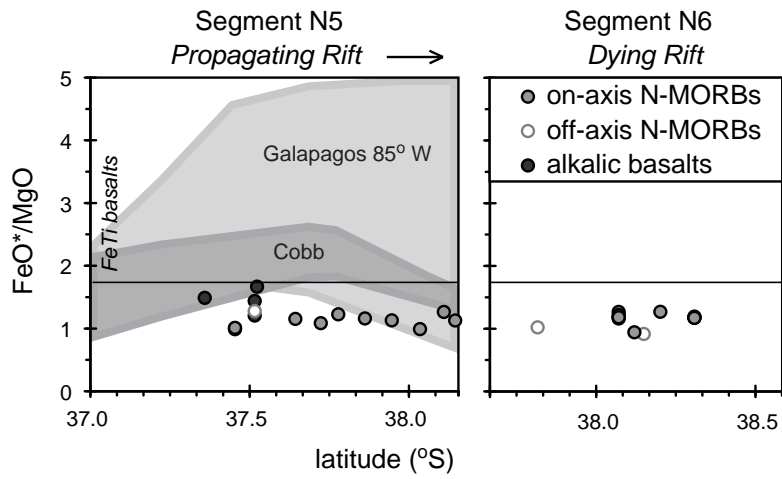 Segment N5
Propagating Rift
Segment N6
Dying Rift
5
4
3
2
1
0
FeO*/MgO
FeTi basalts
Galapagos 85° W
Cobb
on-axis N-MORBs
off-axis N-MORBs
alkalic basalts
37.0
37.5
38.0
38.0
38.5
latitude (°S)